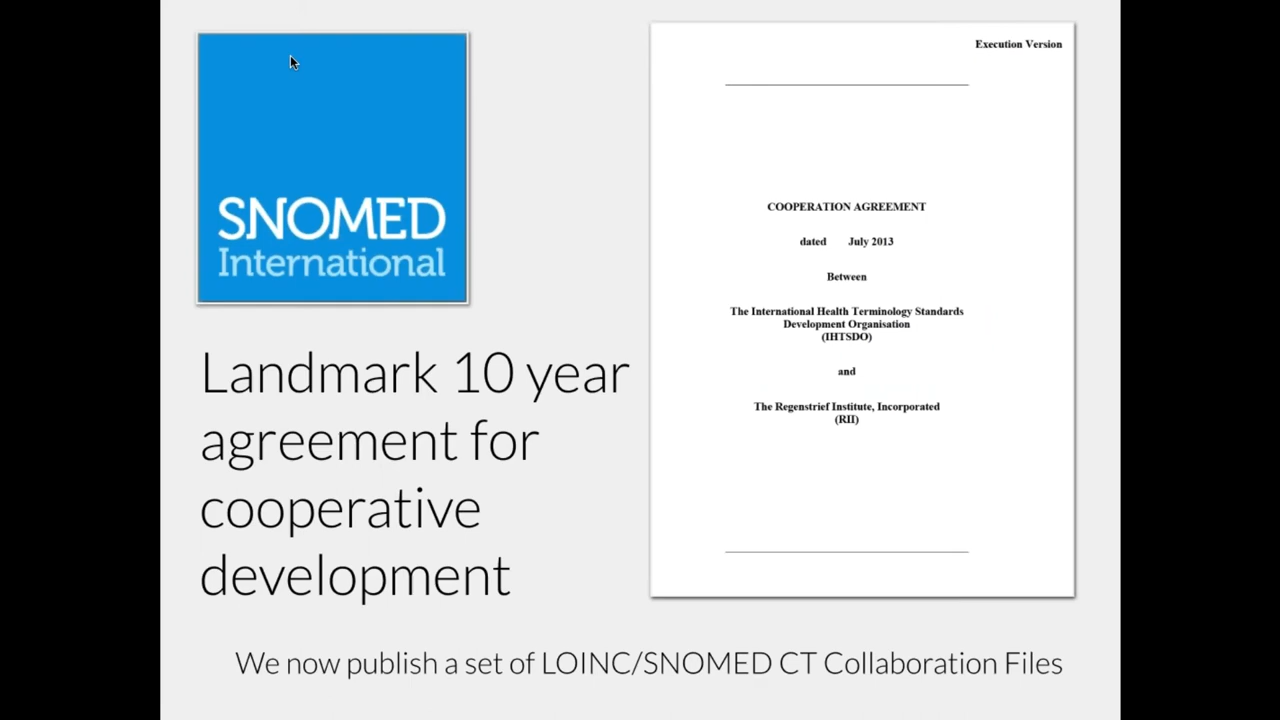 SNOMED
International
Landmark 10 year
agreement for
cooperative
development
Execution Version
COOPERATION AGREEMENT
dated July 2013
Between
The International Health Terminology Standards
Development Organisation
(IHTSDO)
and
The Regenstrief Institute, Incorporated
(RII)
We now publish a set of LOINC/SNOMED CT Collaboration Files